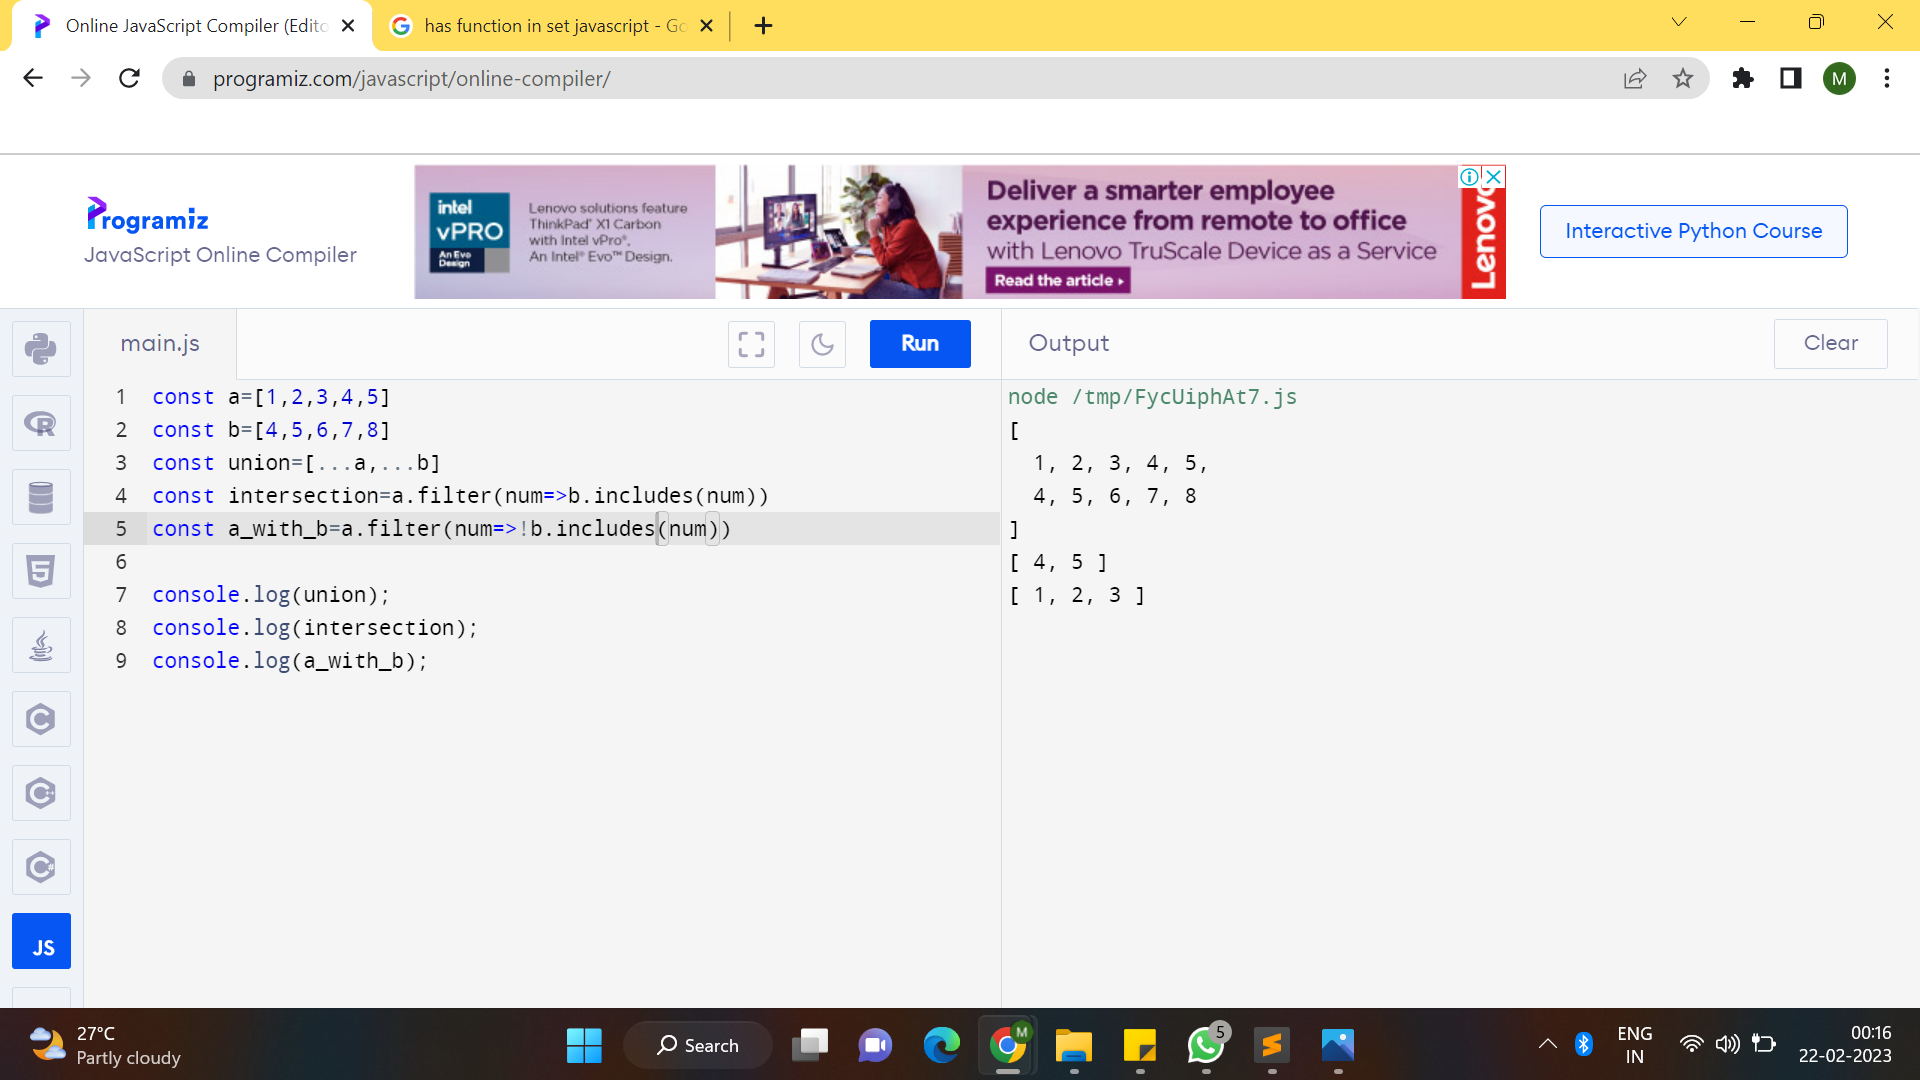 Online JavaScript Compiler (Edito
has function in set javascript - Go
programiz.com/javascript/online-compiler/
M
Programiz
JavaScript Online Compiler
intel
vPRO
An Evo
Design
Lenovo solutions feature
ThinkPad® X1 Carbon
with Intel vPro®,
An Intel® Evo™ Design.
Deliver a smarter employee
experience from remote to office
with Lenovo TruScale Device as a Service
Read the article
Lenovo
Interactive Python Course
main.js
Run
Output
Clear
1 const a=[1,2,3,4,5]
2 const b=[4,5,6,7,8]
3 const union=[...a,...b]
4 const intersection=a.filter(num=>b.includes(num))
5 const a_with_b=a.filter(num=>!b.includes(num))
6
7 console.log(union);
8 console.log(intersection);
9 console.log(a_with_b);
node /tmp/FycUiphAt7.js
[
1, 2, 3, 4, 5,
4, 5, 6, 7, 8
]
[ 4, 5 ]
[ 1, 2, 3 ]
JS
27°C
Partly cloudy
Search
M
5
ENG
IN
00:16
22-02-2023